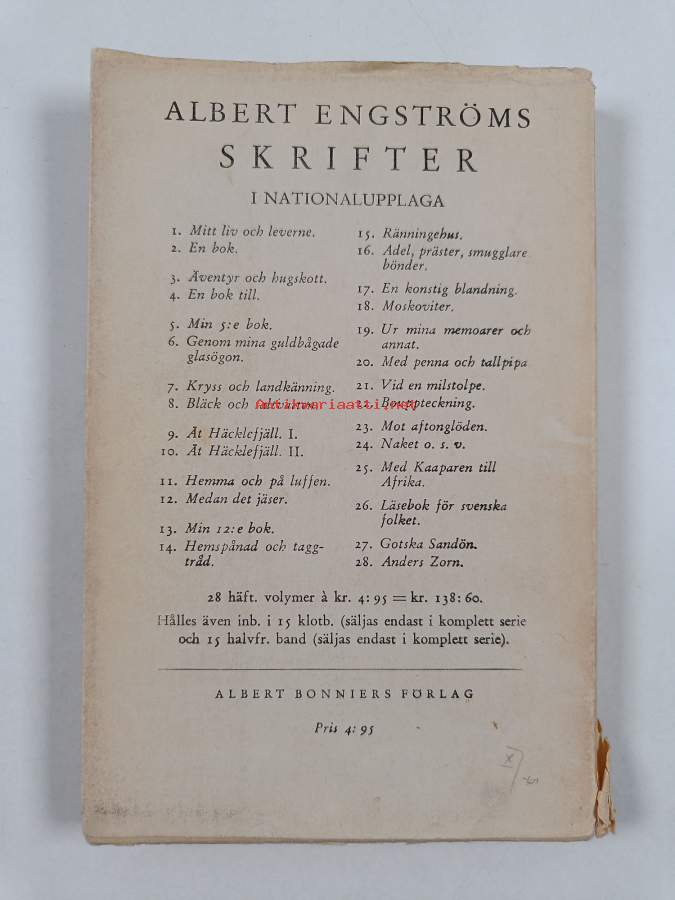 ALBERT ENGSTRÖMS
SKRIFTER
I NATIONALUPPLAGA
1. Mitt liv och leverne.
2. En bok.
3. Äventyr och hugskott.
4. En bok till.
5. Min 5:e bok.
6. Genom mina guldbågade
glasögon.
7. Kryss och landkänning.
8. Bläck och
9. Åt Häcklefjäll. I.
10. Åt Häcklefjäll. II.
11. Hemma och på luffen.
12. Medan det jäser.
13. Min 12:e bok.
14. Hemspånad och tagg-
tråd.
15. Ränningehus.
16. Adel, präster, smugglare
bönder.
17. En konstig blandning.
18. Moskoviter.
19. Ur mina memoarer och
annat.
20. Med penna och tallpipa
21. Vid en milstolpe.
22. Bouppteckning.
23. Mot aftonglöden.
24. Naket o. s. v.
25. Med Kaaparen till
Afrika.
26. Läsebok för svenska
folket.
27. Gotska Sandön.
28. Anders Zorn.
Antikvariaatti.net
28 häft. volymer à kr. 4:95 = kr. 138:60.
Hålles även inb. i 15 klotb. (säljas endast i komplett serie
och 15 halvfr. band (säljas endast i komplett serie).
ALBERT BONNIERS FÖRLAG
Pris 4:95